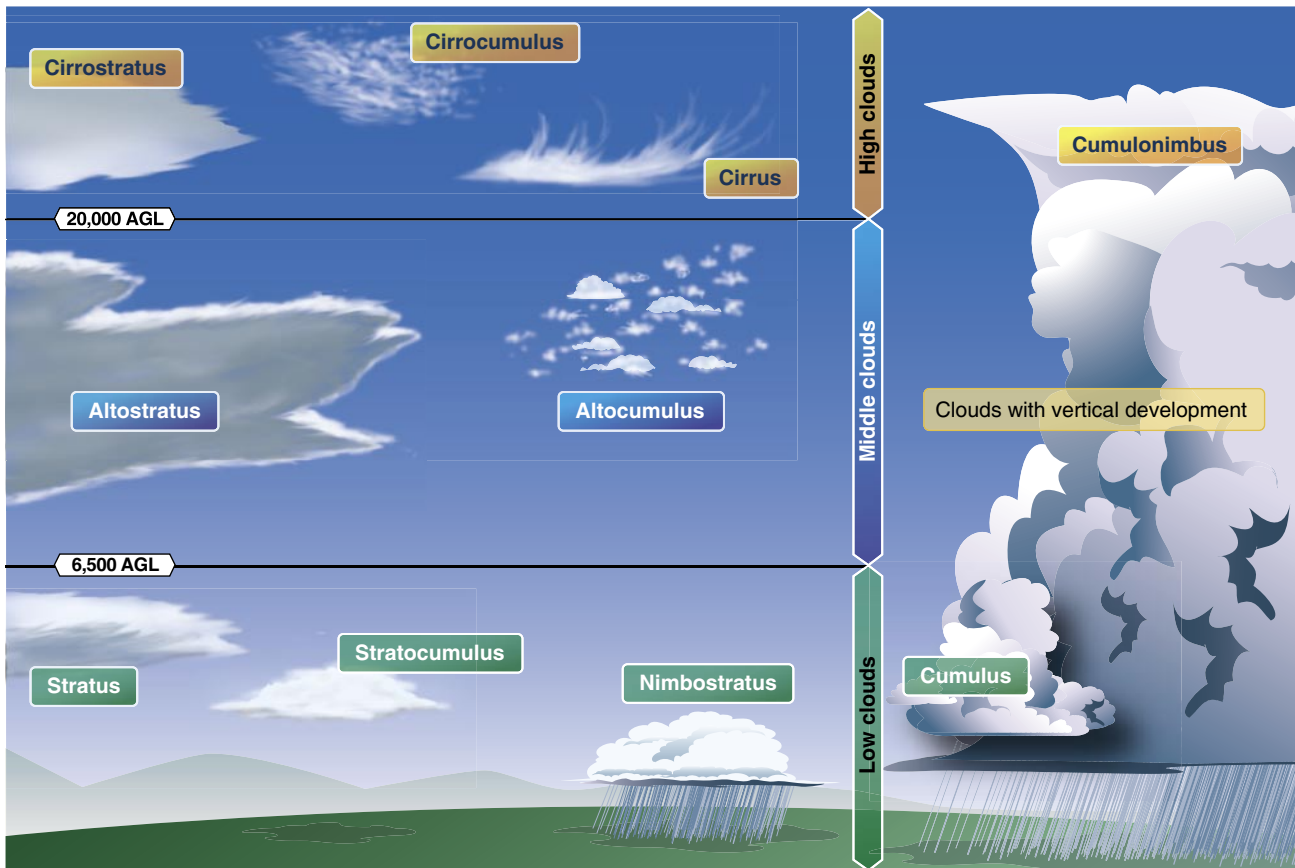 Cirrostratus
Cirrocumulus
Cirrus
High clouds
Cumulonimbus
20,000 AGL
Altostratus
Altocumulus
Middle clouds
Clouds with vertical development
6,500 AGL
Stratus
Stratocumulus
Nimbostratus
Low clouds
Cumulus